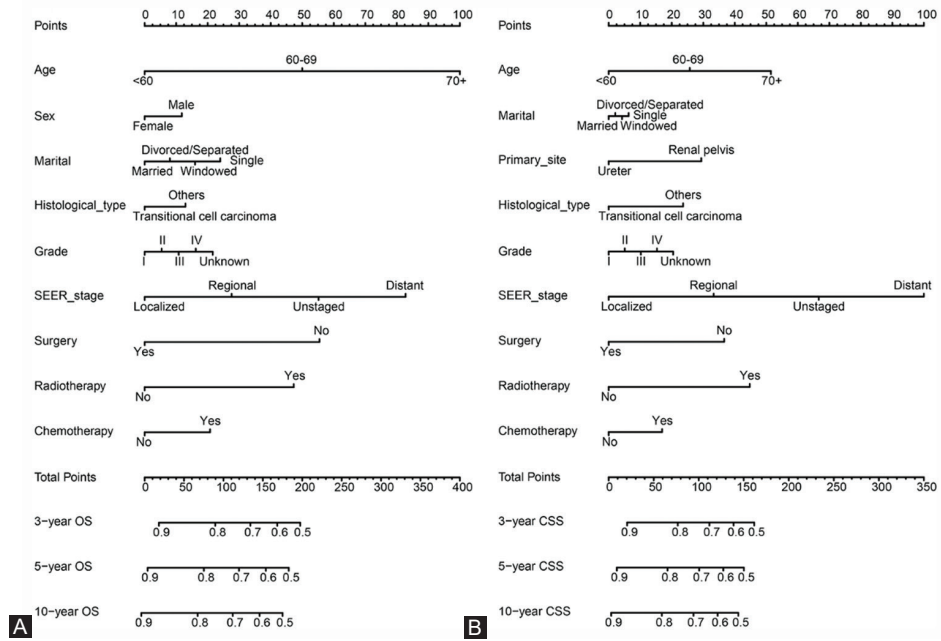 Points
0 10 20 30 40 50 60 70 80 90 100
Age
60-69
<60 70+
Sex
Male
Female
Marital
Divorced/Separated
Single
Married Windowed
Histological_type
Others
Transitional cell carcinoma
Grade
II IV
I III Unknown
SEER_stage
Regional Distant
Localized Unstaged
Surgery
No
Yes
Radiotherapy
Yes
No
Chemotherapy
Yes
No
Total Points
0 50 100 150 200 250 300 350 400
3-year OS
0.9 0.8 0.7 0.6 0.5
5-year OS
0.9 0.8 0.7 0.6 0.5
10-year OS
0.9 0.8 0.7 0.6 0.5
A
Points
0 10 20 30 40 50 60 70 80 90 100
Age
60-69
<60 70+
Marital
Divorced/Separated
Single
Married Windowed
Primary_site
Renal pelvis
Ureter
Histological_type
Others
Transitional cell carcinoma
Grade
II IV
I III Unknown
SEER_stage
Regional Distant
Localized Unstaged
Surgery
No
Yes
Radiotherapy
Yes
No
Chemotherapy
Yes
No
Total Points
0 50 100 150 200 250 300 350
3-year CSS
0.9 0.8 0.7 0.6 0.5
5-year CSS
0.9 0.8 0.7 0.6 0.5
10-year CSS
0.9 0.8 0.7 0.6 0.5
B